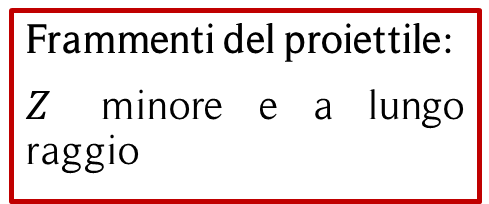 Frammenti del proiettile:
Z minore e a lungo
raggio